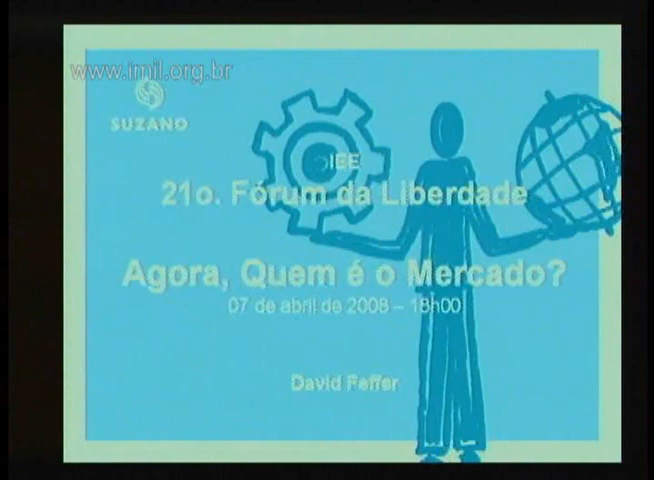 www.imil.org.br
SUZANO
IEE
21o. Fórum da Liberdade
Agora, Quem é o Mercado?
07 de abril de 2008 – 18h00
David Feffer